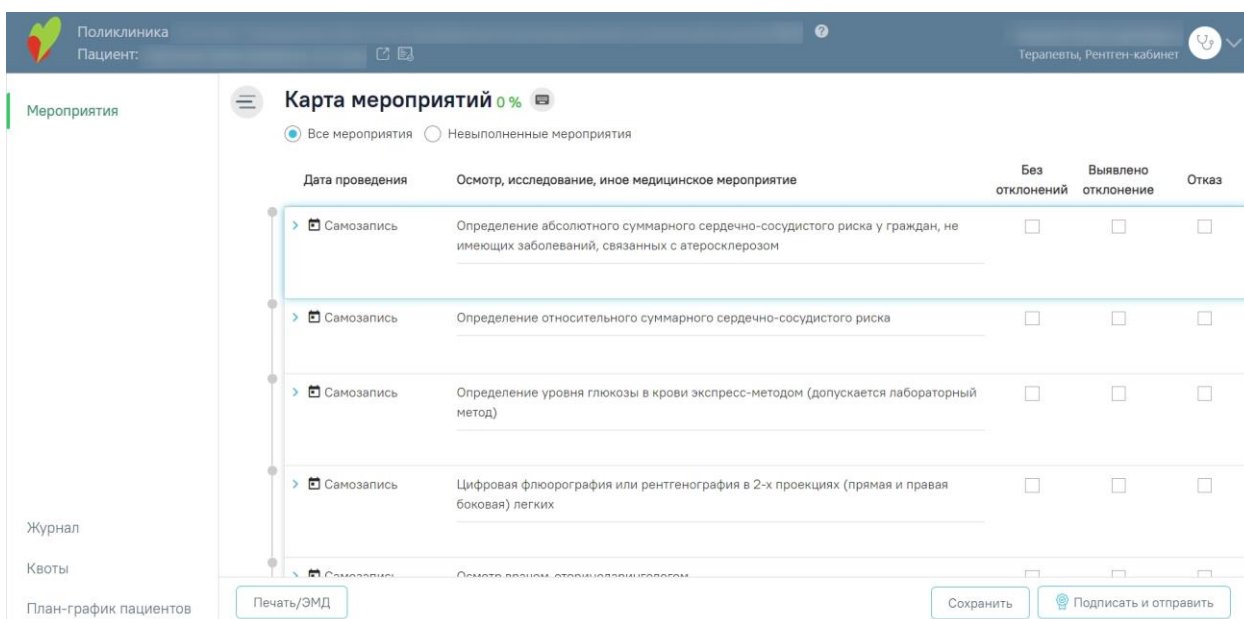 Поликлиника
Пациент:
Терапевты, Рентген-кабинет
Мероприятия
Карта мероприятий 0 %
Все мероприятия Невыполненные мероприятия
Дата проведения Осмотр, исследование, иное медицинское мероприятие Без отклонений Выявлено отклонение Отказ
Самозапись Определение абсолютного суммарного сердечно-сосудистого риска у граждан, не
имеющих заболеваний, связанных с атеросклерозом
Самозапись Определение относительного суммарного сердечно-сосудистого риска
Самозапись Определение уровня глюкозы в крови экспресс-методом (допускается лабораторный
метод)
Самозапись Цифровая флюорография или рентгенография в 2-х проекциях (прямая и правая
боковая) легких
Самозапись Осмотр врачом-оториноларингологом
Журнал
Квоты
План-график пациентов
Печать/ЭМД Сохранить Подписать и отправить